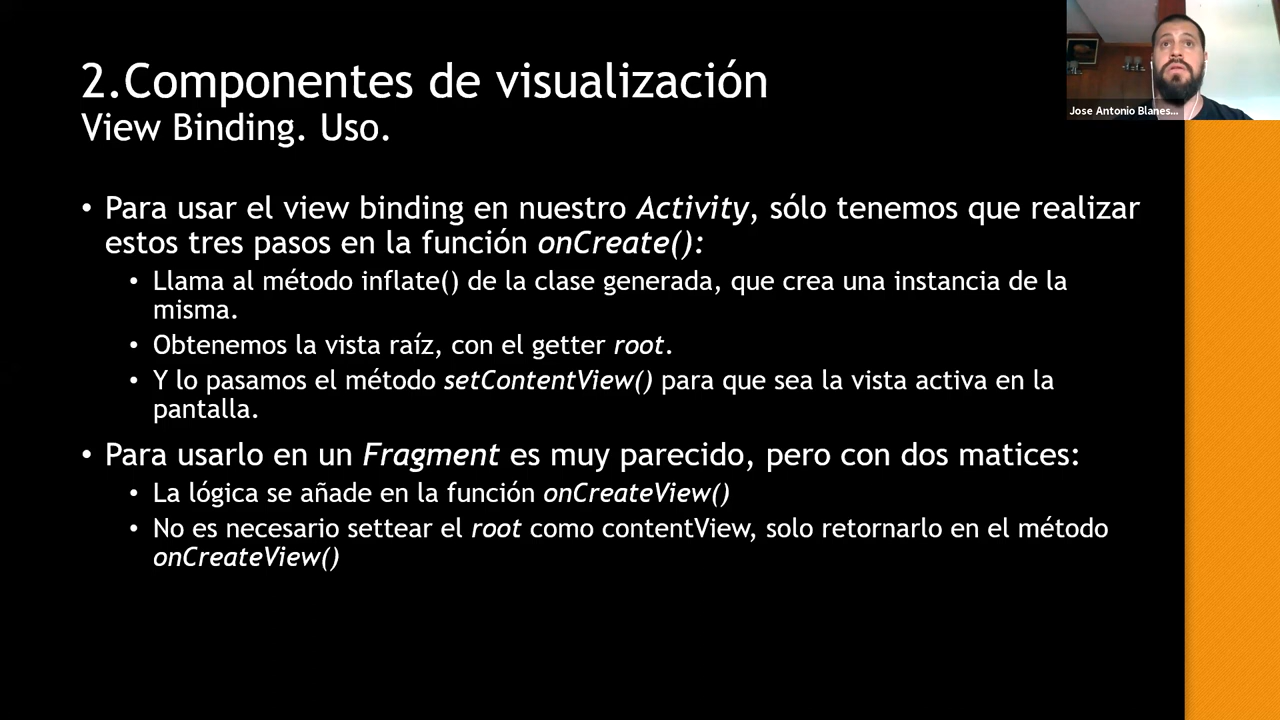 2.Componentes de visualización
View Binding. Uso.
Jose Antonio Blanes...
• Para usar el view binding en nuestro Activity, sólo tenemos que realizar
estos tres pasos en la función onCreate():
• Llama al método inflate() de la clase generada, que crea una instancia de la
misma.
• Obtenemos la vista raíz, con el getter root.
• Y lo pasamos el método setContentView() para que sea la vista activa en la
pantalla.
• Para usarlo en un Fragment es muy parecido, pero con dos matices:
• La lógica se añade en la función onCreateView()
• No es necesario settear el root como contentView, solo retornarlo en el método
onCreateView()